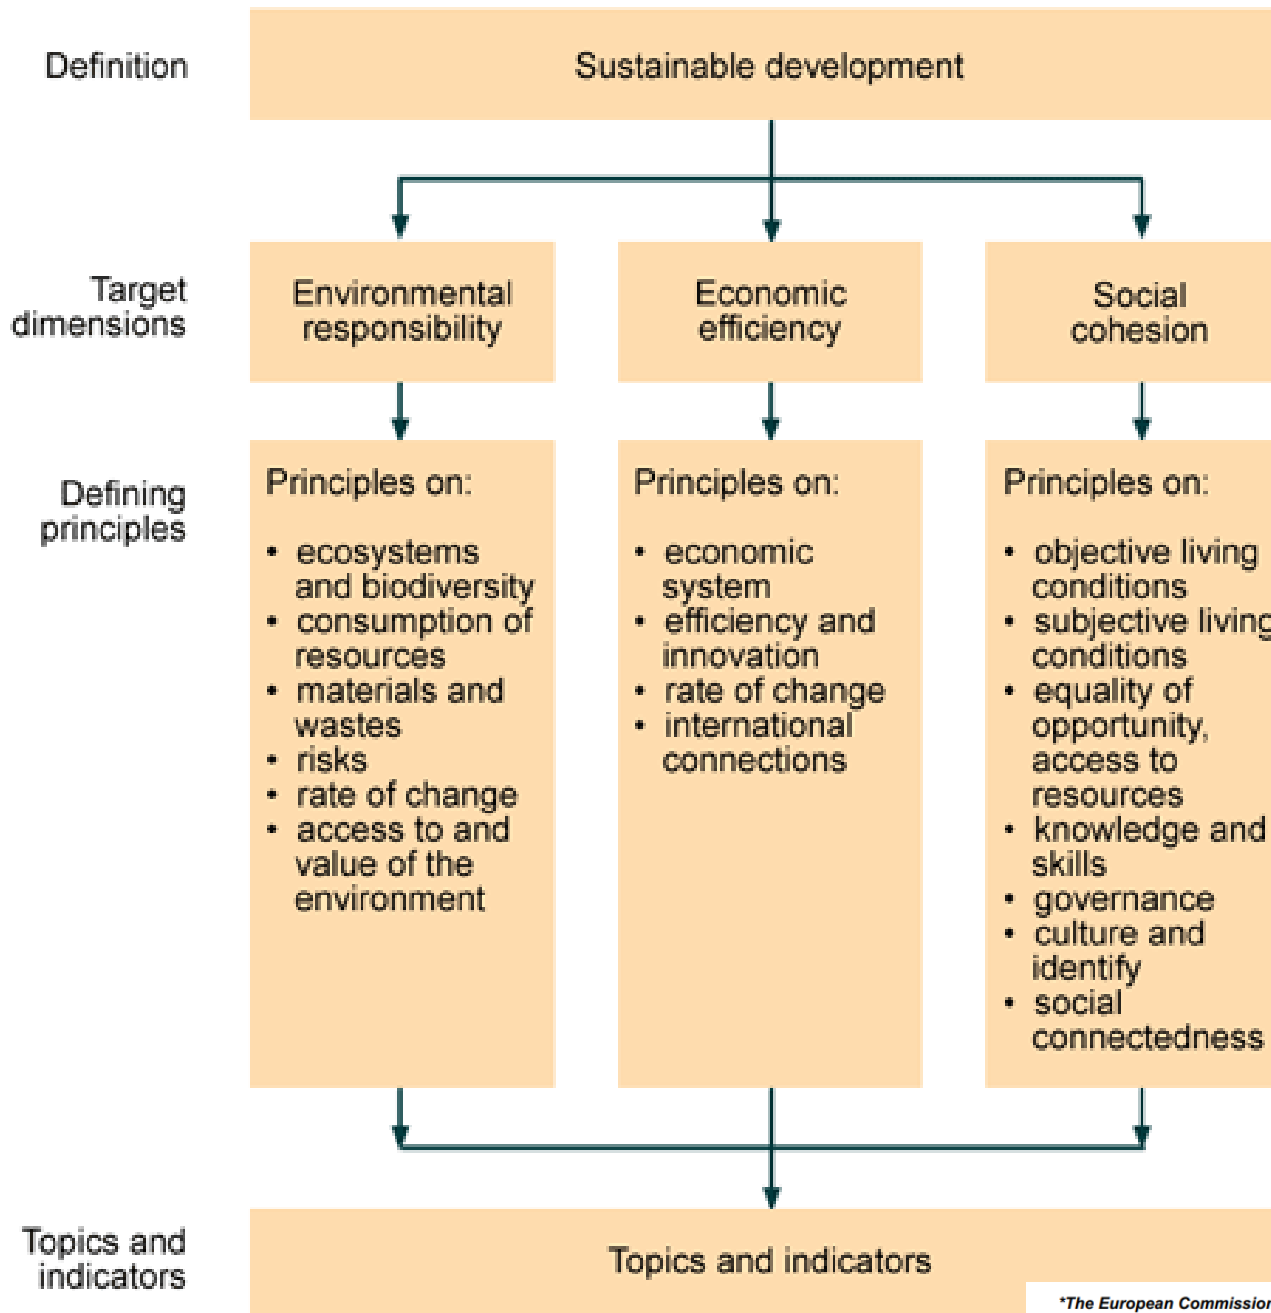 Definition
Sustainable development
Target
dimensions
Environmental
responsibility
Economic
efficiency
Social
cohesion
Defining
principles
Principles on:
• ecosystems
and biodiversity
• consumption of
resources
• materials and
wastes
• risks
• rate of change
• access to and
value of the
environment
Principles on:
• economic
system
• efficiency and
innovation
• rate of change
• international
connections
Principles on:
• objective living
conditions
• subjective living
conditions
• equality of
opportunity,
access to
resources
• knowledge and
skills
• governance
• culture and
identify
• social
connectedness
Topics and
indicators
Topics and indicators
*The European Commission